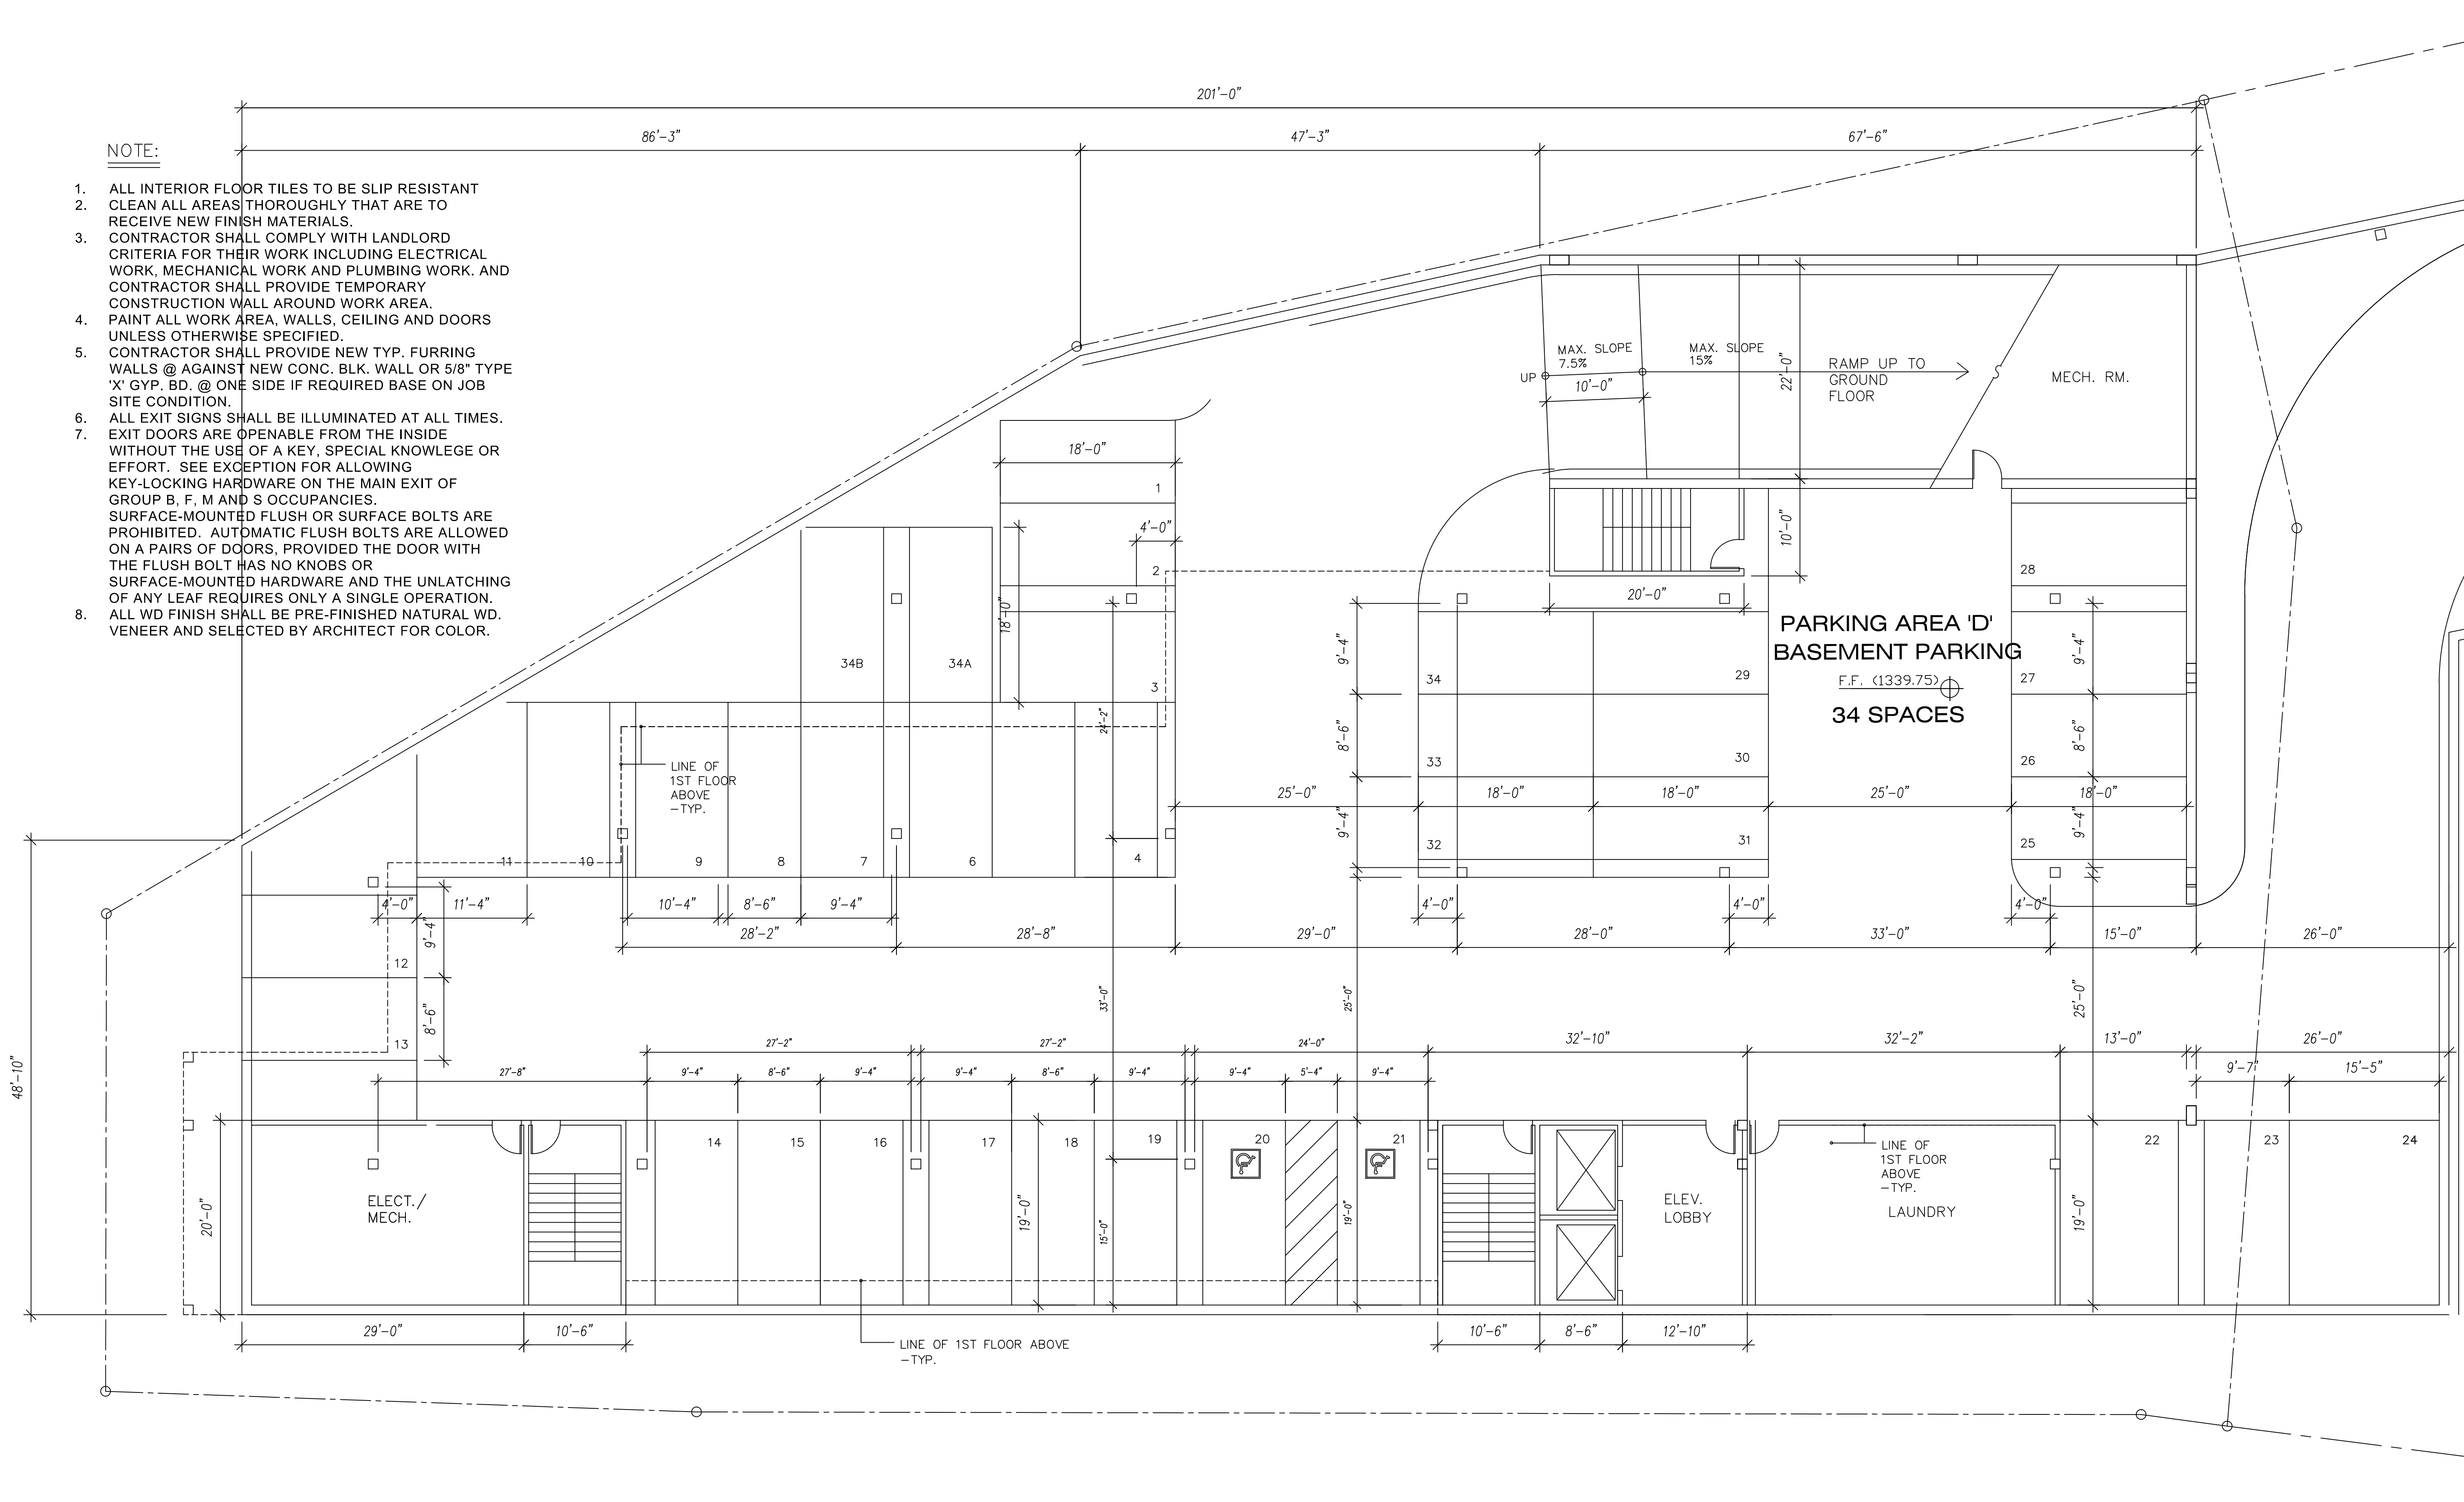 201'-0"
86'-3"
47'-3"
67'-6"
NOTE:
1. ALL INTERIOR FLOOR TILES TO BE SLIP RESISTANT
2. CLEAN ALL AREAS THOROUGHLY THAT ARE TO
RECEIVE NEW FINISH MATERIALS.
3. CONTRACTOR SHALL COMPLY WITH LANDLORD
CRITERIA FOR THEIR WORK INCLUDING ELECTRICAL
WORK, MECHANICAL WORK AND PLUMBING WORK. AND
CONTRACTOR SHALL PROVIDE TEMPORARY
CONSTRUCTION WALL AROUND WORK AREA.
4. PAINT ALL WORK AREA, WALLS, CEILING AND DOORS
UNLESS OTHERWISE SPECIFIED.
5. CONTRACTOR SHALL PROVIDE NEW TYP. FURRING
WALLS @ AGAINST NEW CONC. BLK. WALL OR 5/8" TYPE
'X' GYP. BD. @ ONE SIDE IF REQUIRED BASE ON JOB
SITE CONDITION.
6. ALL EXIT SIGNS SHALL BE ILLUMINATED AT ALL TIMES.
7. EXIT DOORS ARE OPENABLE FROM THE INSIDE
WITHOUT THE USE OF A KEY, SPECIAL KNOWLEGE OR
EFFORT. SEE EXCEPTION FOR ALLOWING
KEY-LOCKING HARDWARE ON THE MAIN EXIT OF
GROUP B, F, M AND S OCCUPANCIES.
SURFACE-MOUNTED FLUSH OR SURFACE BOLTS ARE
PROHIBITED. AUTOMATIC FLUSH BOLTS ARE ALLOWED
ON A PAIRS OF DOORS, PROVIDED THE DOOR WITH
THE FLUSH BOLT HAS NO KNOBS OR
SURFACE-MOUNTED HARDWARE AND THE UNLATCHING
OF ANY LEAF REQUIRES ONLY A SINGLE OPERATION.
8. ALL WD FINISH SHALL BE PRE-FINISHED NATURAL WD.
VENEER AND SELECTED BY ARCHITECT FOR COLOR.
MAX. SLOPE
7.5%
MAX. SLOPE
15%
UP
10'-0"
22'-0"
RAMP UP TO
GROUND
FLOOR
MECH. RM.
18'-0"
1
4'-0"
2
18'-0"
3
10'-0"
20'-0"
28
PARKING AREA 'D'
BASEMENT PARKING
F.F. (1339.75)
34 SPACES
34B
34A
9'-4"
34
29
27
9'-4"
24'-2"
8'-6"
33
30
26
8'-6"
LINE OF
1ST FLOOR
ABOVE
-TYP.
25'-0"
18'-0"
18'-0"
25'-0"
18'-0"
9'-4"
32
31
25
9'-4"
11
10
9
8
7
6
4
4'-0"
11'-4"
10'-4"
8'-6"
9'-4"
4'-0"
4'-0"
4'-0"
28'-2"
28'-8"
29'-0"
28'-0"
33'-0"
15'-0"
26'-0"
9'-4"
12
8'-6"
13
33'-0"
25'-0"
25'-0"
48'-10"
27'-2"
27'-2"
24'-0"
32'-10"
32'-2"
13'-0"
26'-0"
27'-8"
9'-4"
8'-6"
9'-4"
9'-4"
8'-6"
9'-4"
9'-4"
5'-4"
9'-4"
9'-7"
15'-5"
14
15
16
17
18
19
20
21
22
23
24
20'-0"
ELECT./
MECH.
19'-0"
15'-0"
19'-0"
ELEV.
LOBBY
LINE OF
1ST FLOOR
ABOVE
-TYP.
LAUNDRY
19'-0"
29'-0"
10'-6"
LINE OF 1ST FLOOR ABOVE
-TYP.
10'-6"
8'-6"
12'-10"